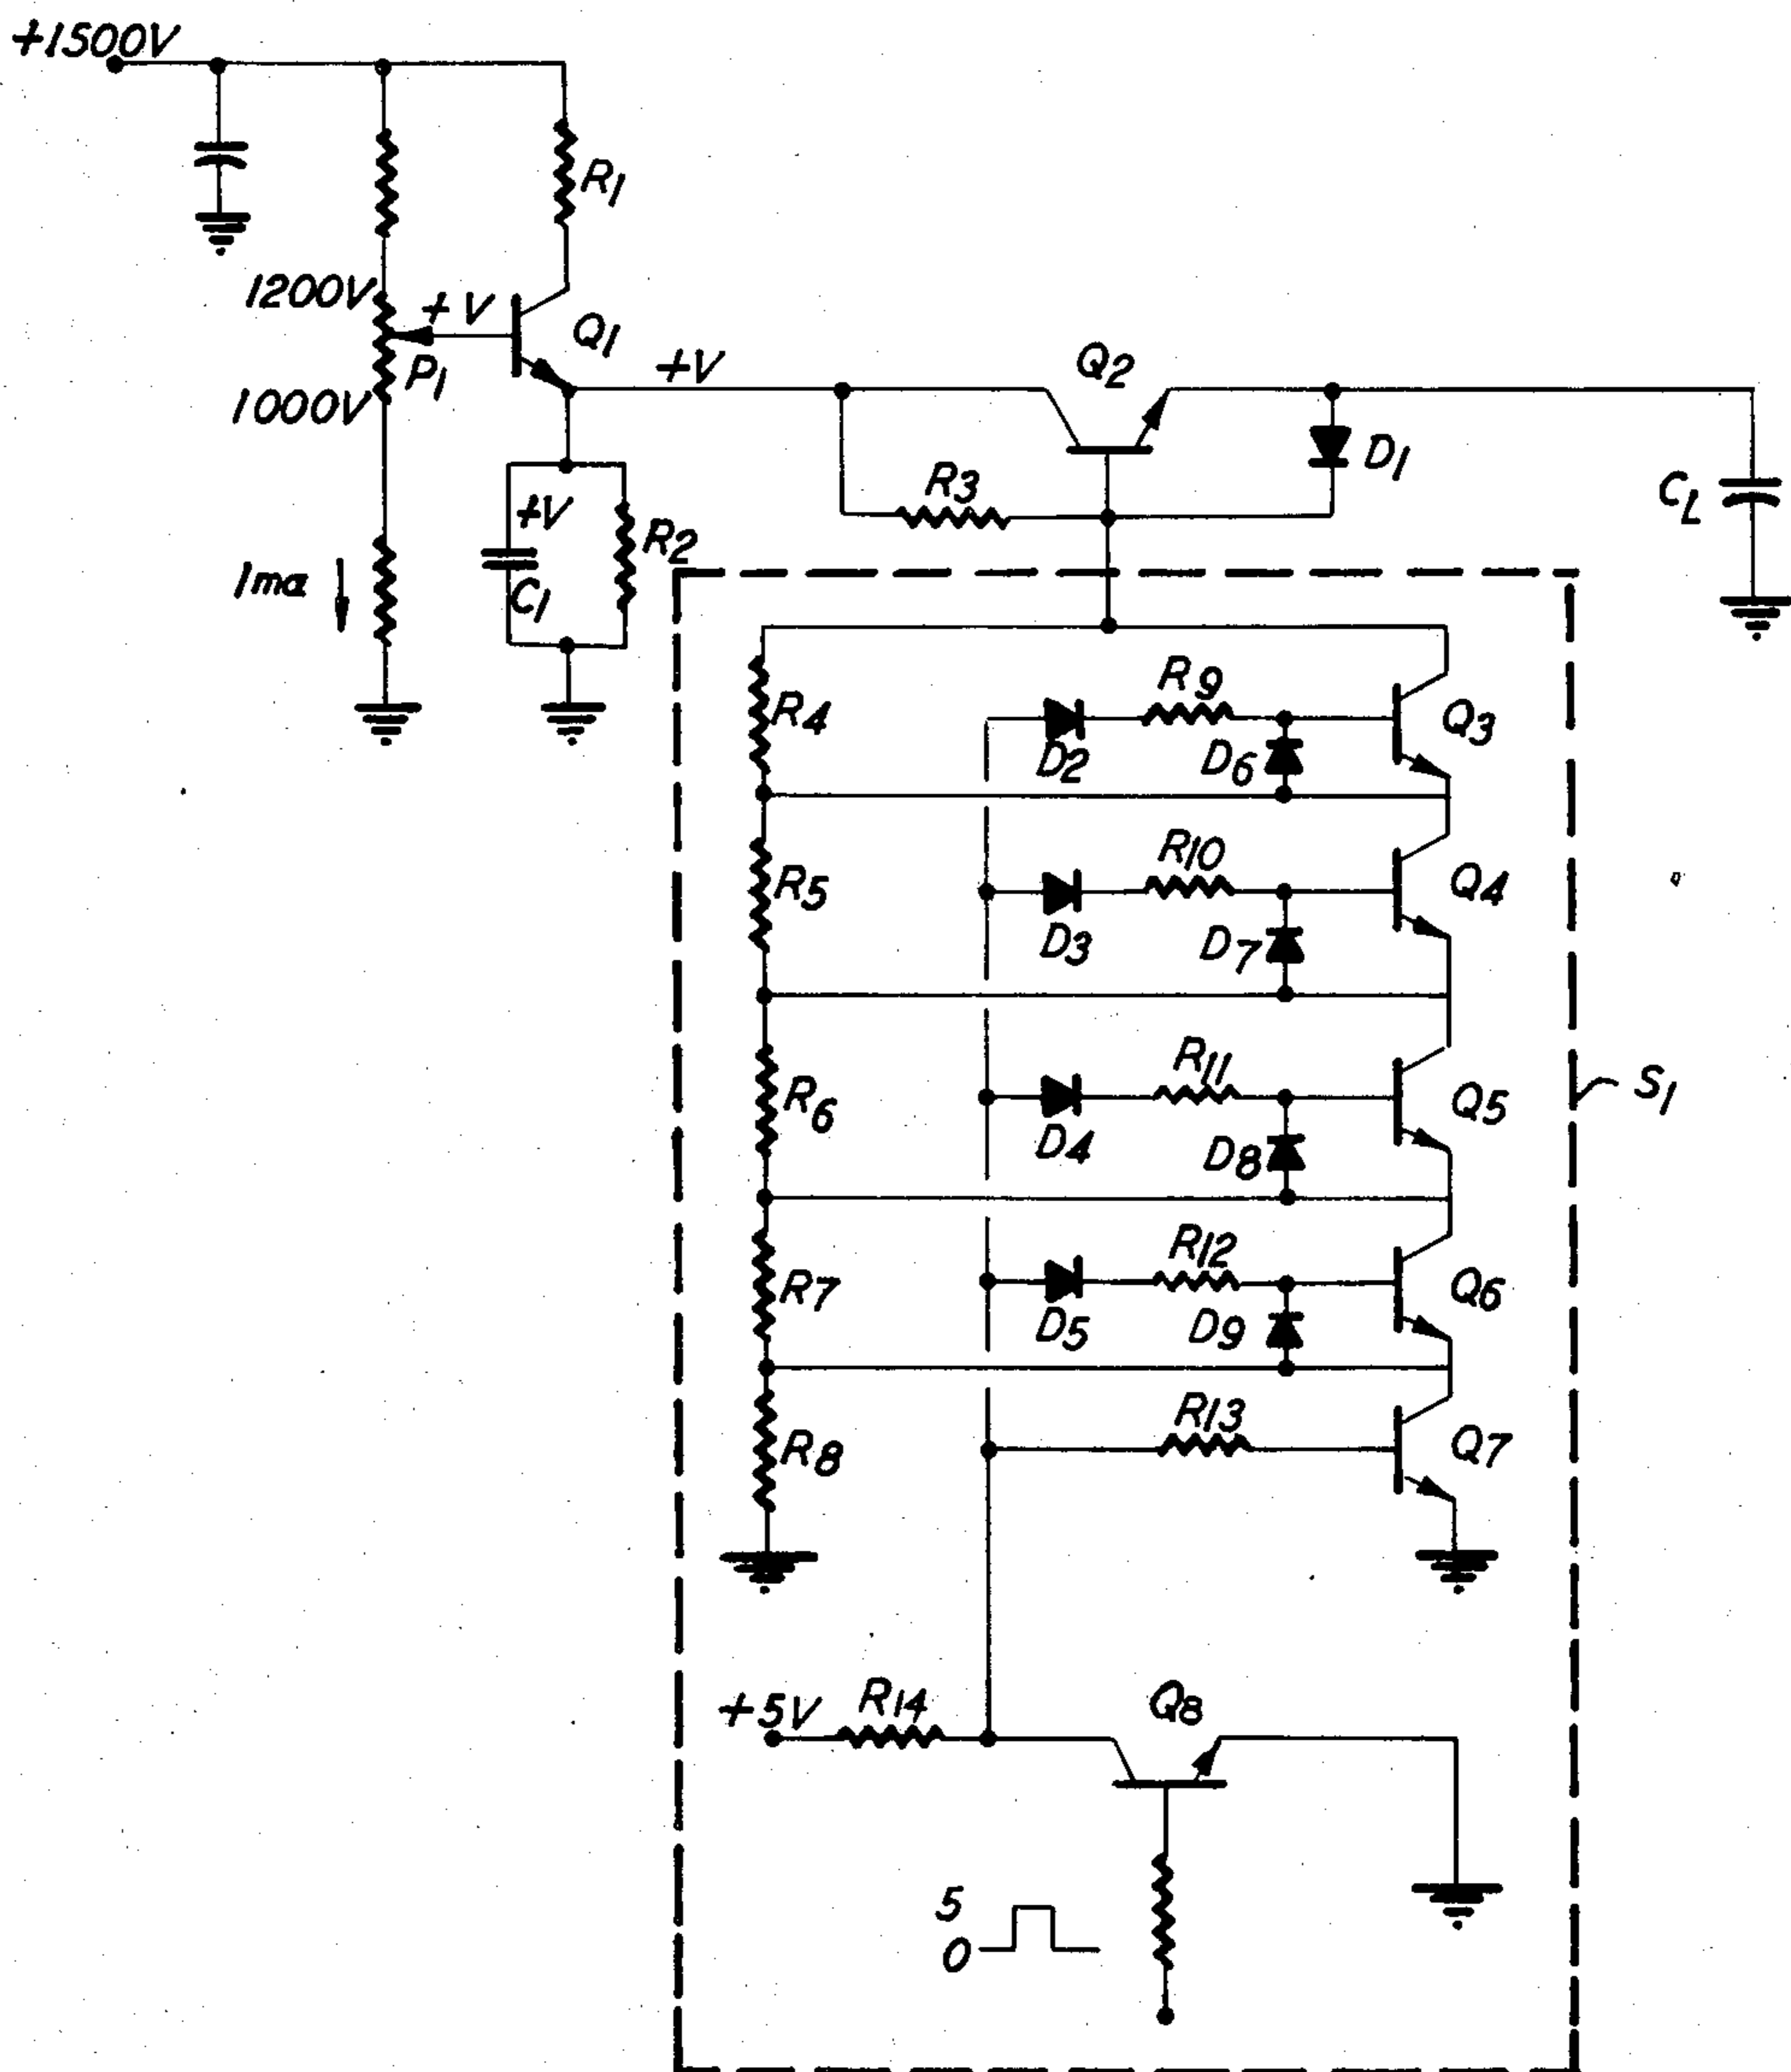 +1500V
R1
1200V
+V
Q1
P1
1000V
+V
Q2
D1
R3
CL
+V
R2
1ma
C1
R4
R9
Q3
D2
D6
R5
R10
Q4
D3
D7
R6
R11
Q5
S1
D4
D8
R7
R12
Q6
D5
D9
R8
R13
Q7
+5V
R14
Q8
5
0